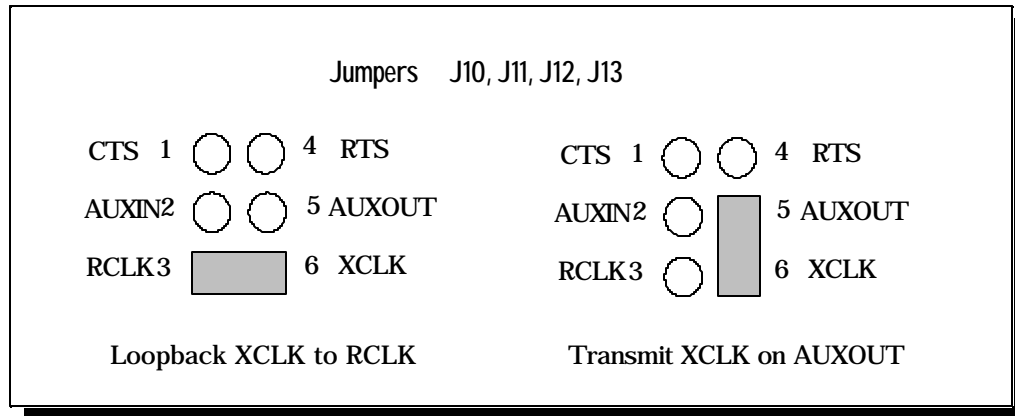 Jumpers J10, J11, J12, J13
CTS 1 4 RTS
AUXIN2 5 AUXOUT
RCLK3 6 XCLK
Loopback XCLK to RCLK
CTS 1 4 RTS
AUXIN2 5 AUXOUT
RCLK3 6 XCLK
Transmit XCLK on AUXOUT